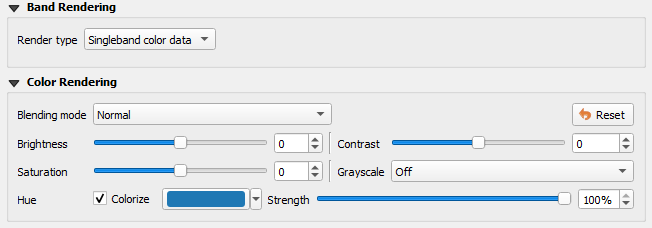 Band Rendering
Render type Singleband color data
Color Rendering
Blending mode Normal Reset
Brightness 0 Contrast 0
Saturation 0 Grayscale Off
Hue Colorize Strength 100%